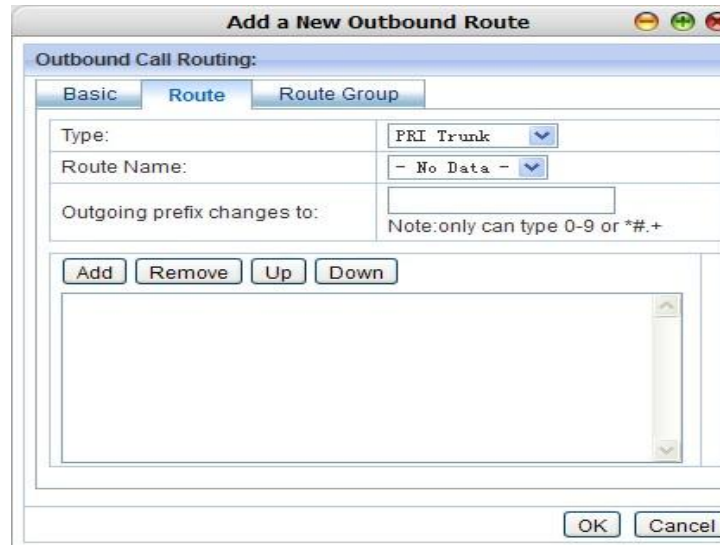 Add a New Outbound Route
Outbound Call Routing:
Basic Route Route Group
Type: PRI Trunk
Route Name: - No Data -
Outgoing prefix changes to:
Note:only can type 0-9 or *#.+
Add Remove Up Down
OK Cancel